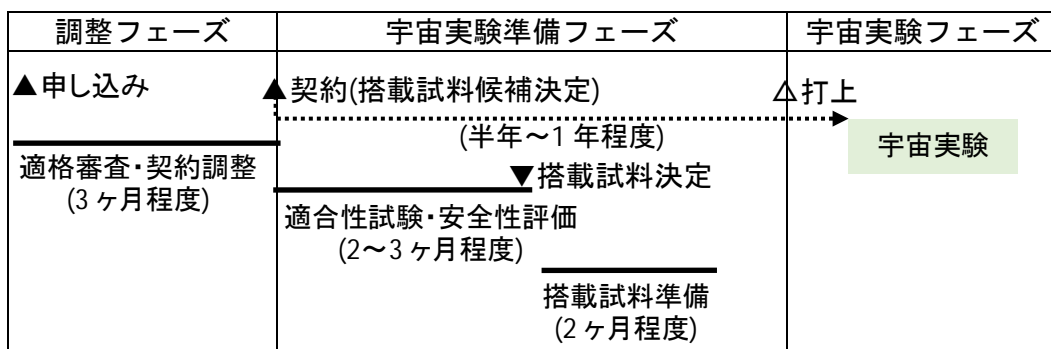 調整フェーズ
宇宙実験準備フェーズ
宇宙実験フェーズ
▲申し込み
▲契約(搭載試料候補決定)
△打上
(半年～1年程度)
宇宙実験
適格審査・契約調整
(3ヶ月程度)
▼搭載試料決定
適合性試験・安全性評価
(2～3ヶ月程度)
搭載試料準備
(2ヶ月程度)